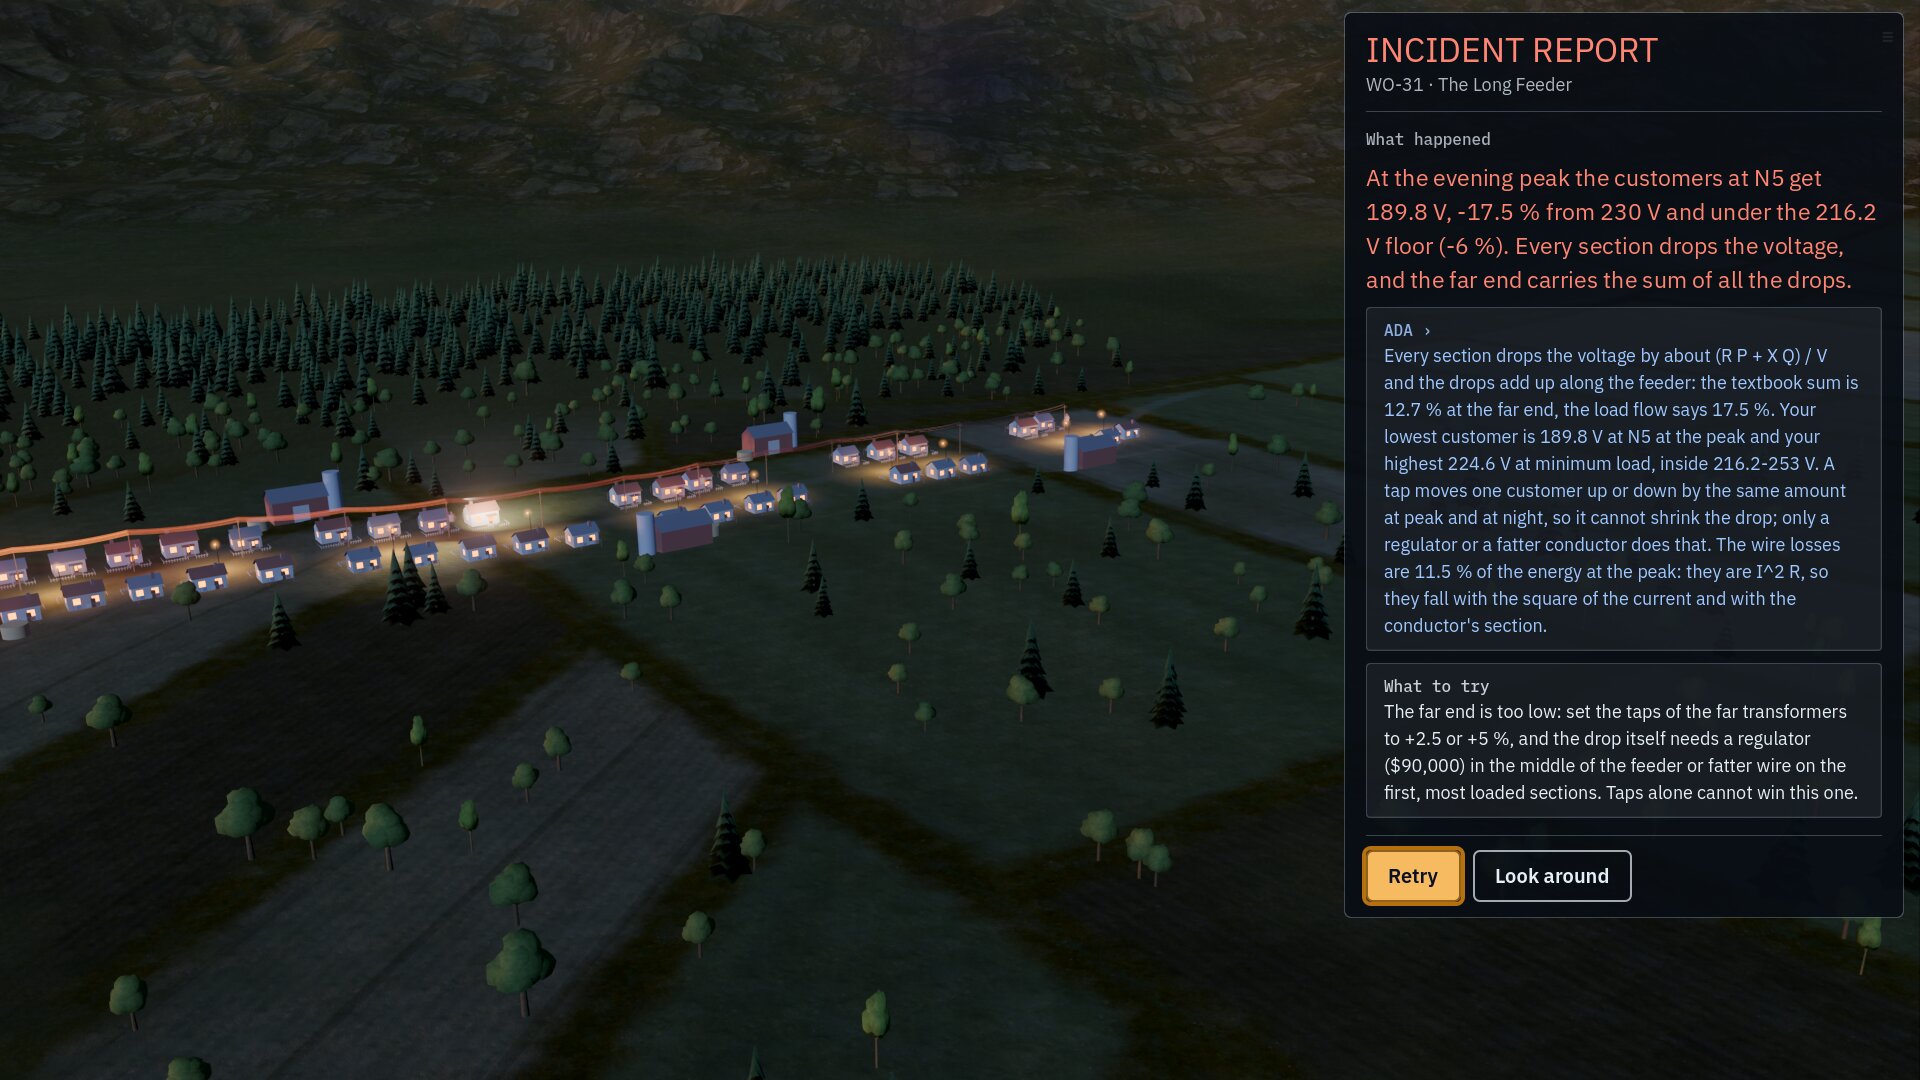 INCIDENT REPORT
WO-31 · The Long Feeder
What happened
At the evening peak the customers at N5 get
189.8 V, -17.5 % from 230 V and under the 216.2
V floor (-6 %). Every section drops the voltage,
and the far end carries the sum of all the drops.
ADA ›
Every section drops the voltage by about (R P + X Q) / V
and the drops add up along the feeder: the textbook sum is
12.7 % at the far end, the load flow says 17.5 %. Your
lowest customer is 189.8 V at N5 at the peak and your
highest 224.6 V at minimum load, inside 216.2-253 V. A
tap moves one customer up or down by the same amount
at peak and at night, so it cannot shrink the drop; only a
regulator or a fatter conductor does that. The wire losses
are 11.5 % of the energy at the peak: they are I^2 R, so
they fall with the square of the current and with the
conductor's section.
What to try
The far end is too low: set the taps of the far transformers
to +2.5 or +5 %, and the drop itself needs a regulator
($90,000) in the middle of the feeder or fatter wire on the
first, most loaded sections. Taps alone cannot win this one.
Retry
Look around